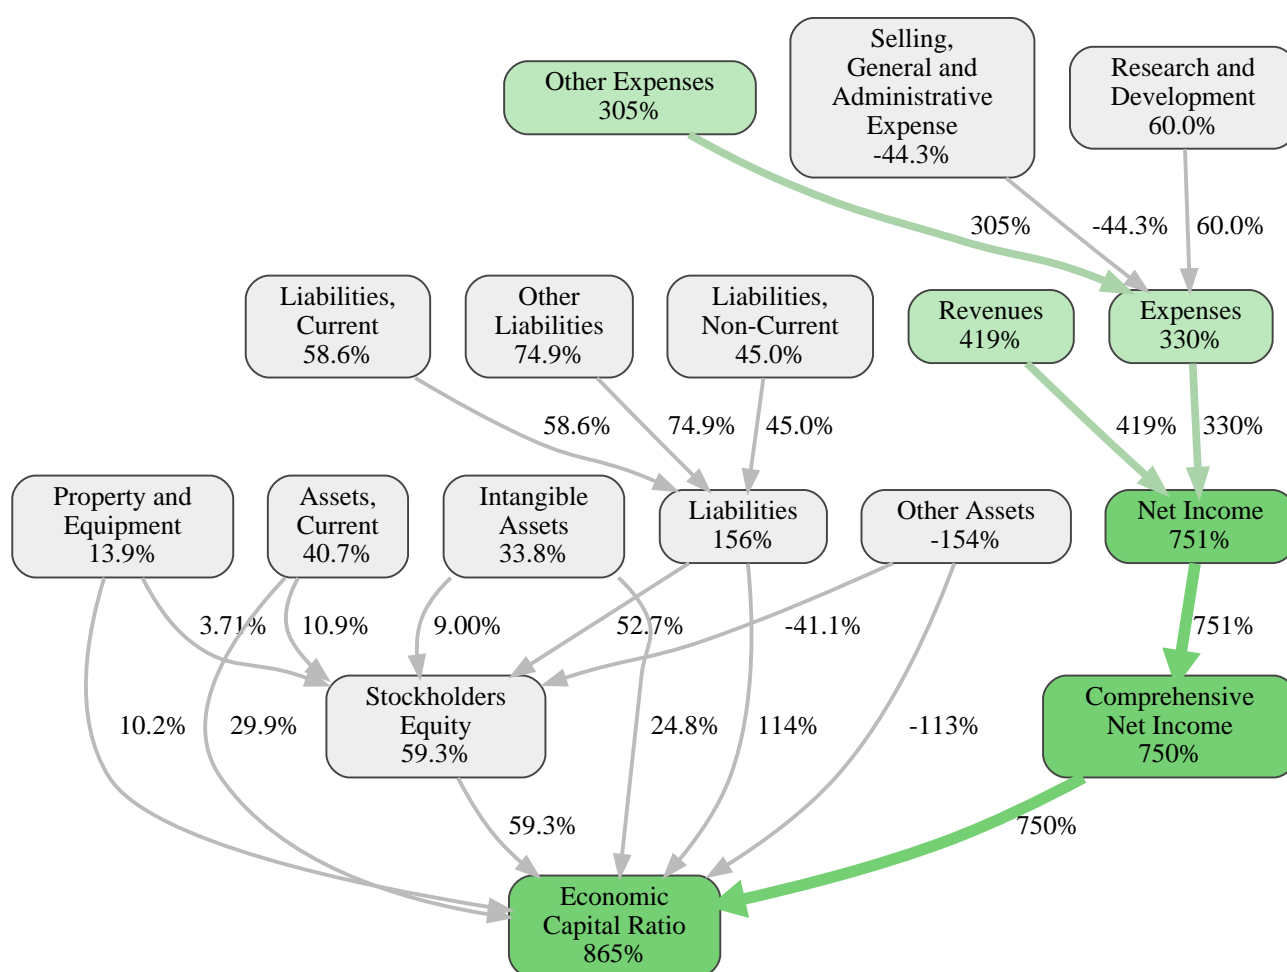 Selling,
General and
Administrative
Expense
-44.3%
Other Expenses
305%
Research and
Development
60.0%
305%
-44.3%
60.0%
Liabilities,
Current
58.6%
Other
Liabilities
74.9%
Liabilities,
Non-Current
45.0%
Revenues
419%
Expenses
330%
58.6%
74.9%
45.0%
419%
330%
Property and
Equipment
13.9%
Assets,
Current
40.7%
Intangible
Assets
33.8%
Liabilities
156%
Other Assets
-154%
Net Income
751%
3.71%
10.9%
9.00%
52.7%
-41.1%
751%
Stockholders
Equity
59.3%
Comprehensive
Net Income
750%
10.2%
29.9%
24.8%
114%
-113%
59.3%
750%
Economic
Capital Ratio
865%